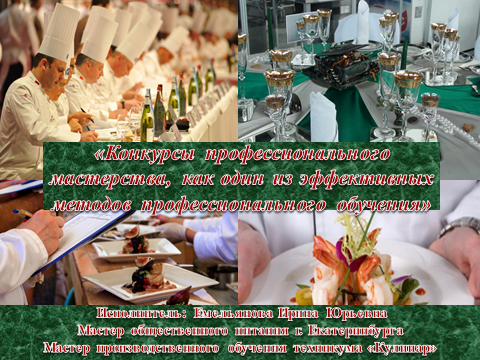 «Конкурсы профессионального
мастерства, как один из эффективных
методов профессионального обучения»
Исполнитель: Емельянова Ирина Юрьевна
Мастер общественного питания г. Екатеринбурга
Мастер производственного обучения техникума «Кулинар»